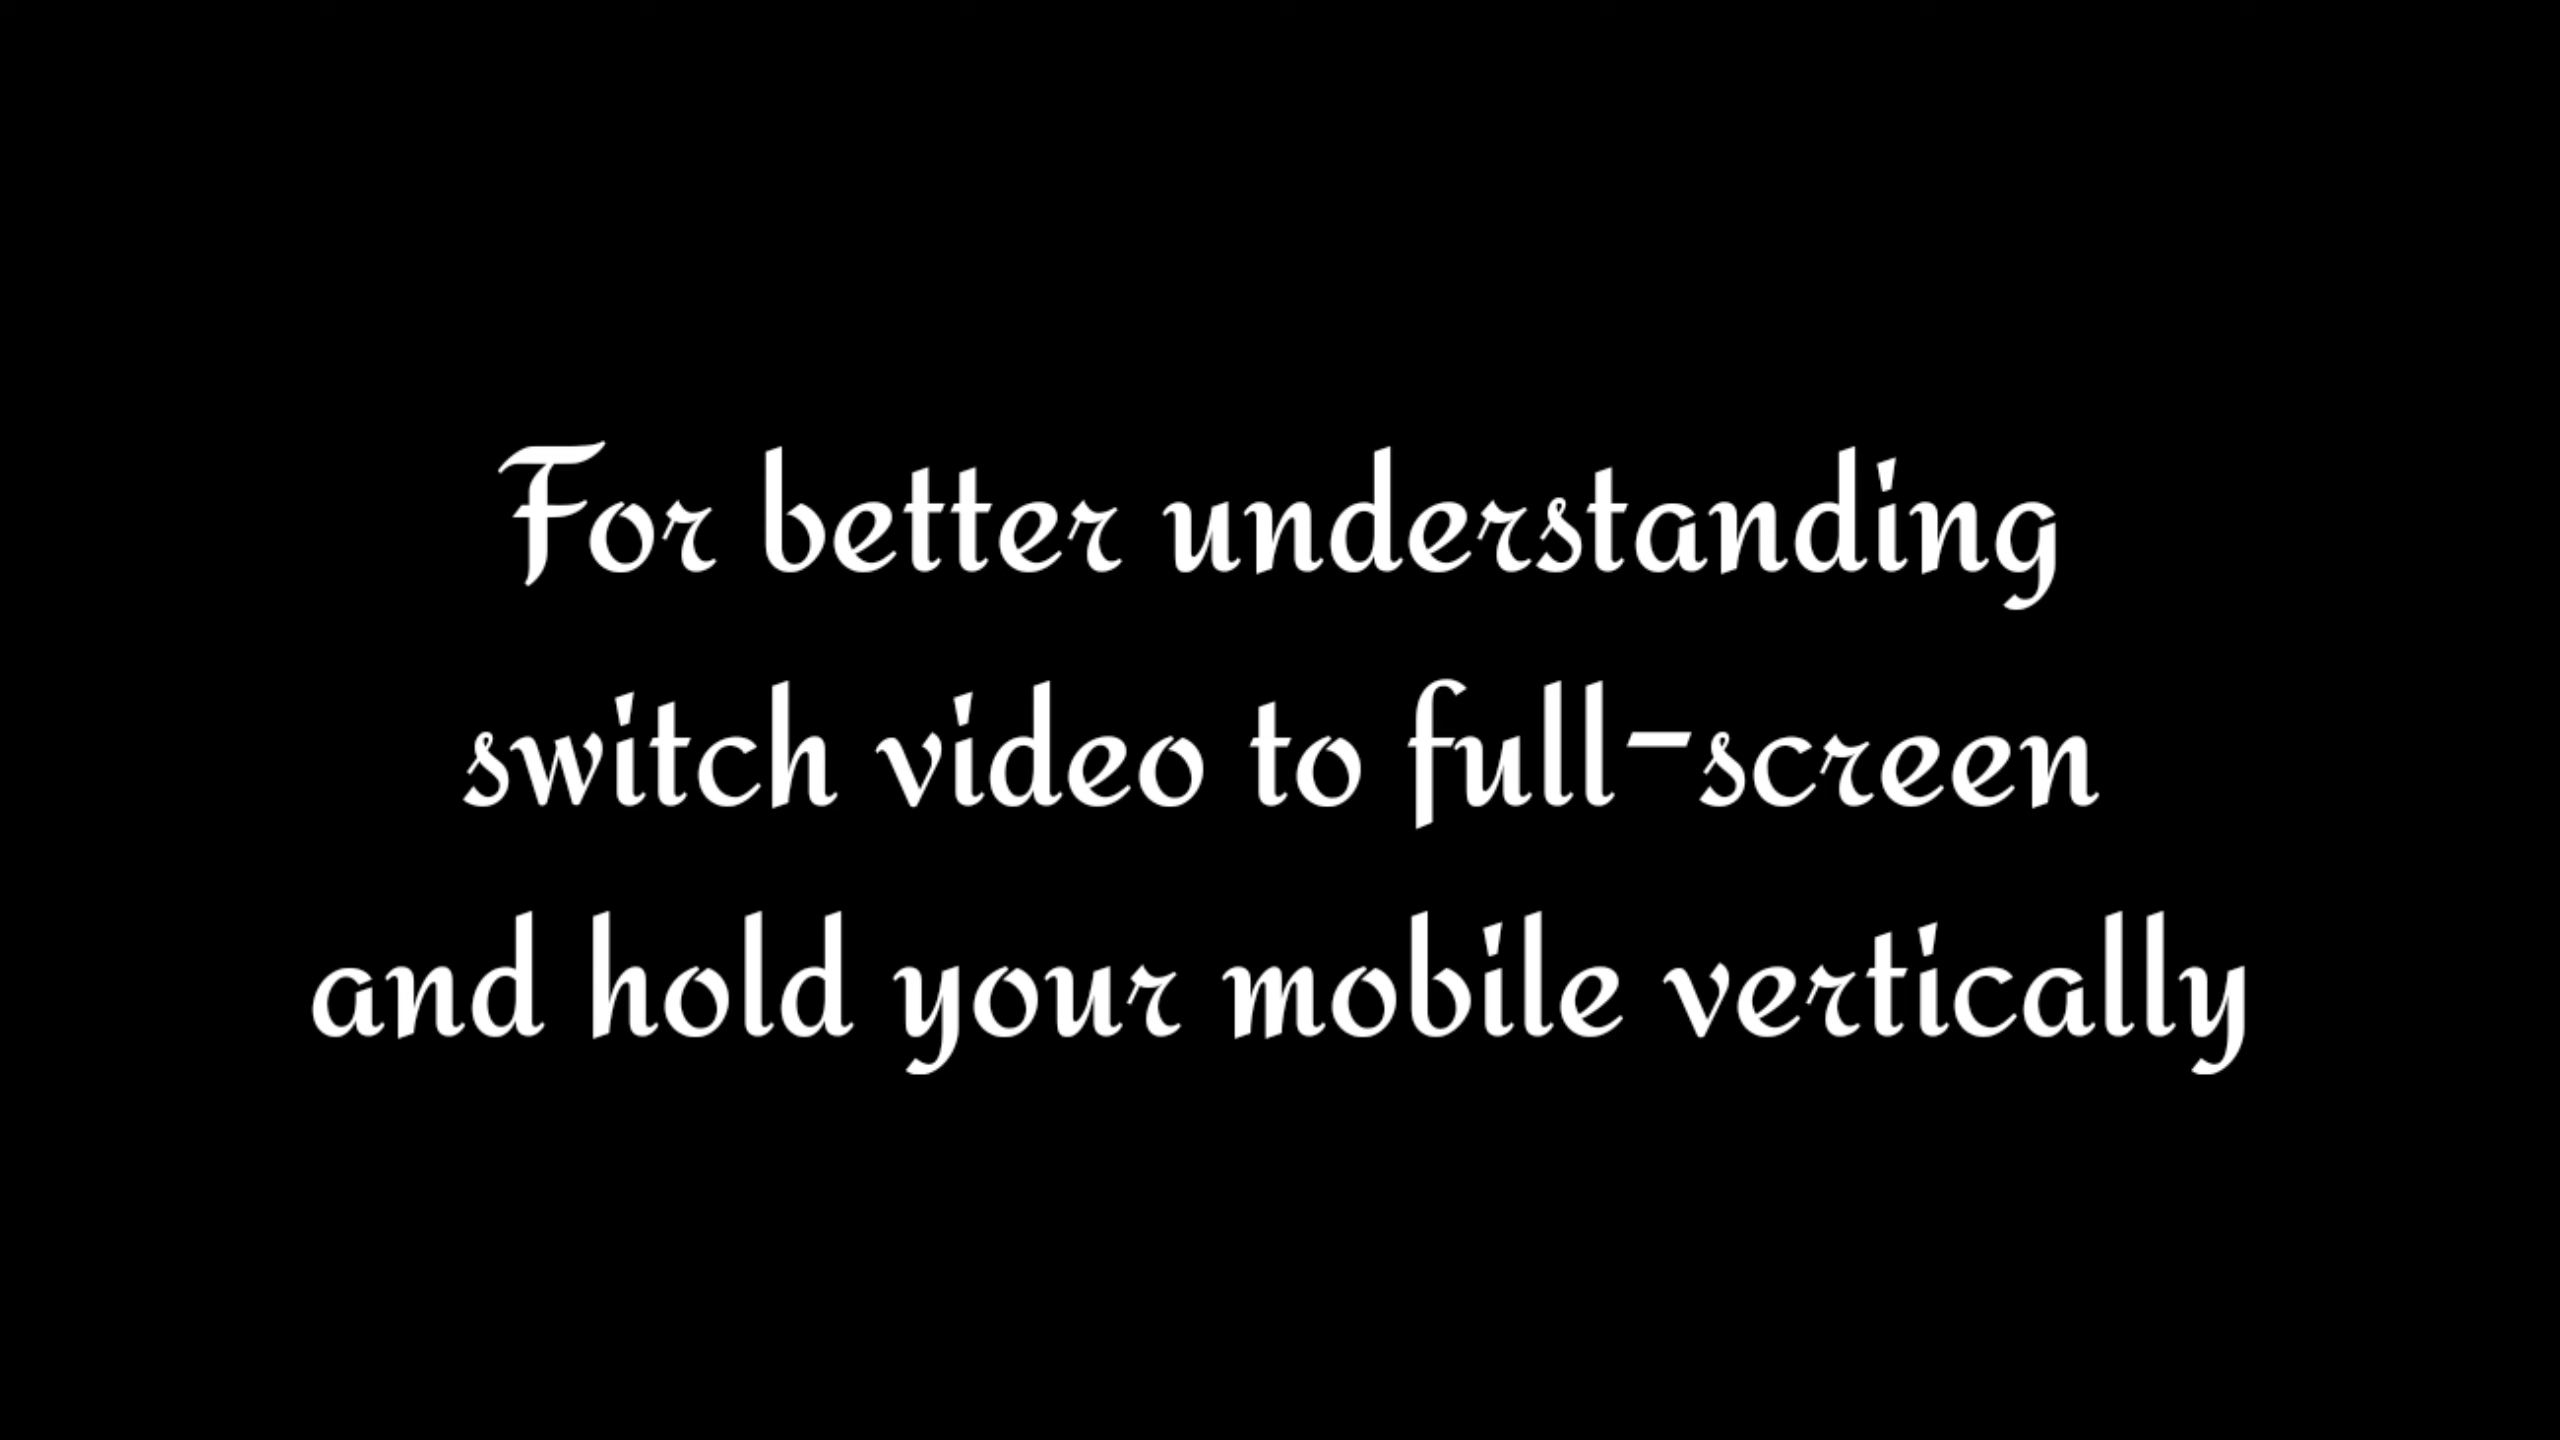 For better understanding
switch video to full-screen
and hold your mobile vertically